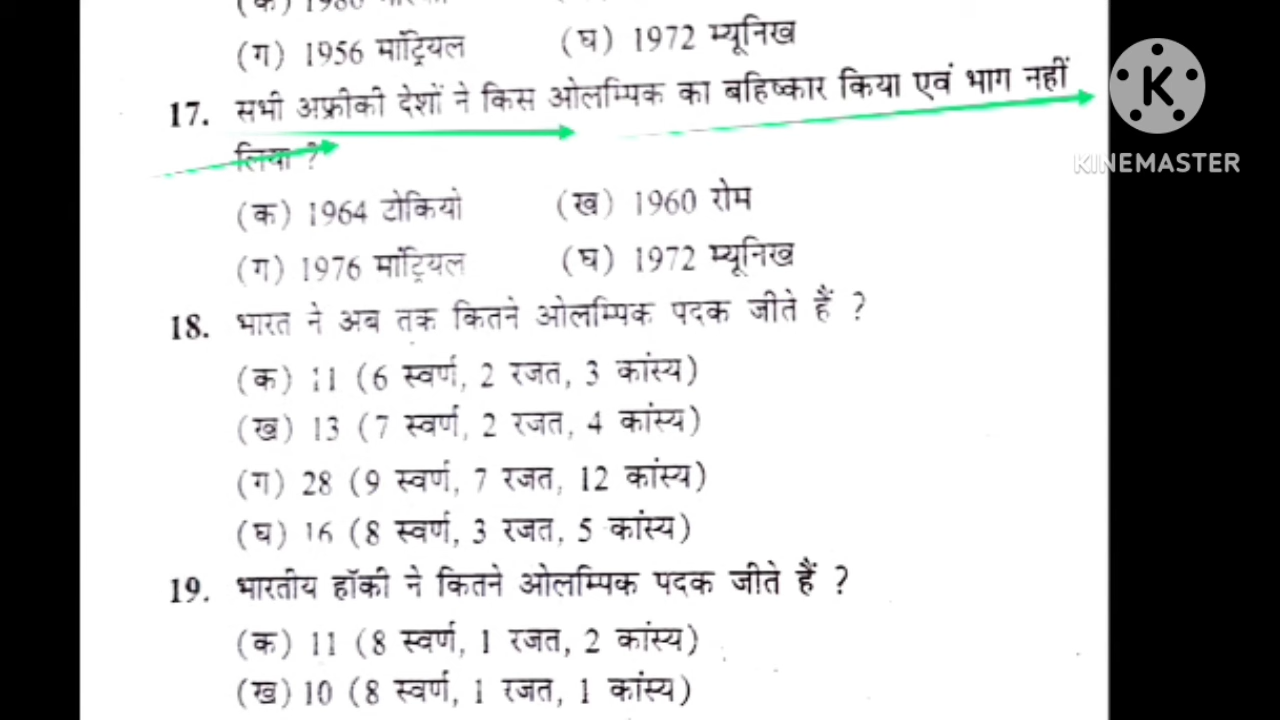 (ग) 1956 मॉट्रियल (घ) 1972 म्यूनिख
17. सभी अफ्रीकी देशों ने किस ओलम्पिक का बहिष्कार किया एवं भाग नहीं
लिया ?
(क) 1964 टोकियो (ख) 1960 रोम
(ग) 1976 मॉट्रियल (घ) 1972 म्यूनिख
18. भारत ने अब तक कितने ओलम्पिक पदक जीते हैं ?
(क) 11 (6 स्वर्ण, 2 रजत, 3 कांस्य)
(ख) 13 (7 स्वर्ण, 2 रजत, 4 कांस्य)
(ग) 28 (9 स्वर्ण, 7 रजत, 12 कांस्य)
(घ) 16 (8 स्वर्ण, 3 रजत, 5 कांस्य)
19. भारतीय हॉकी ने कितने ओलम्पिक पदक जीते हैं ?
(क) 11 (8 स्वर्ण, 1 रजत, 2 कांस्य)
(ख) 10 (8 स्वर्ण, 1 रजत, 1 कांस्य)
K
KINEMASTER